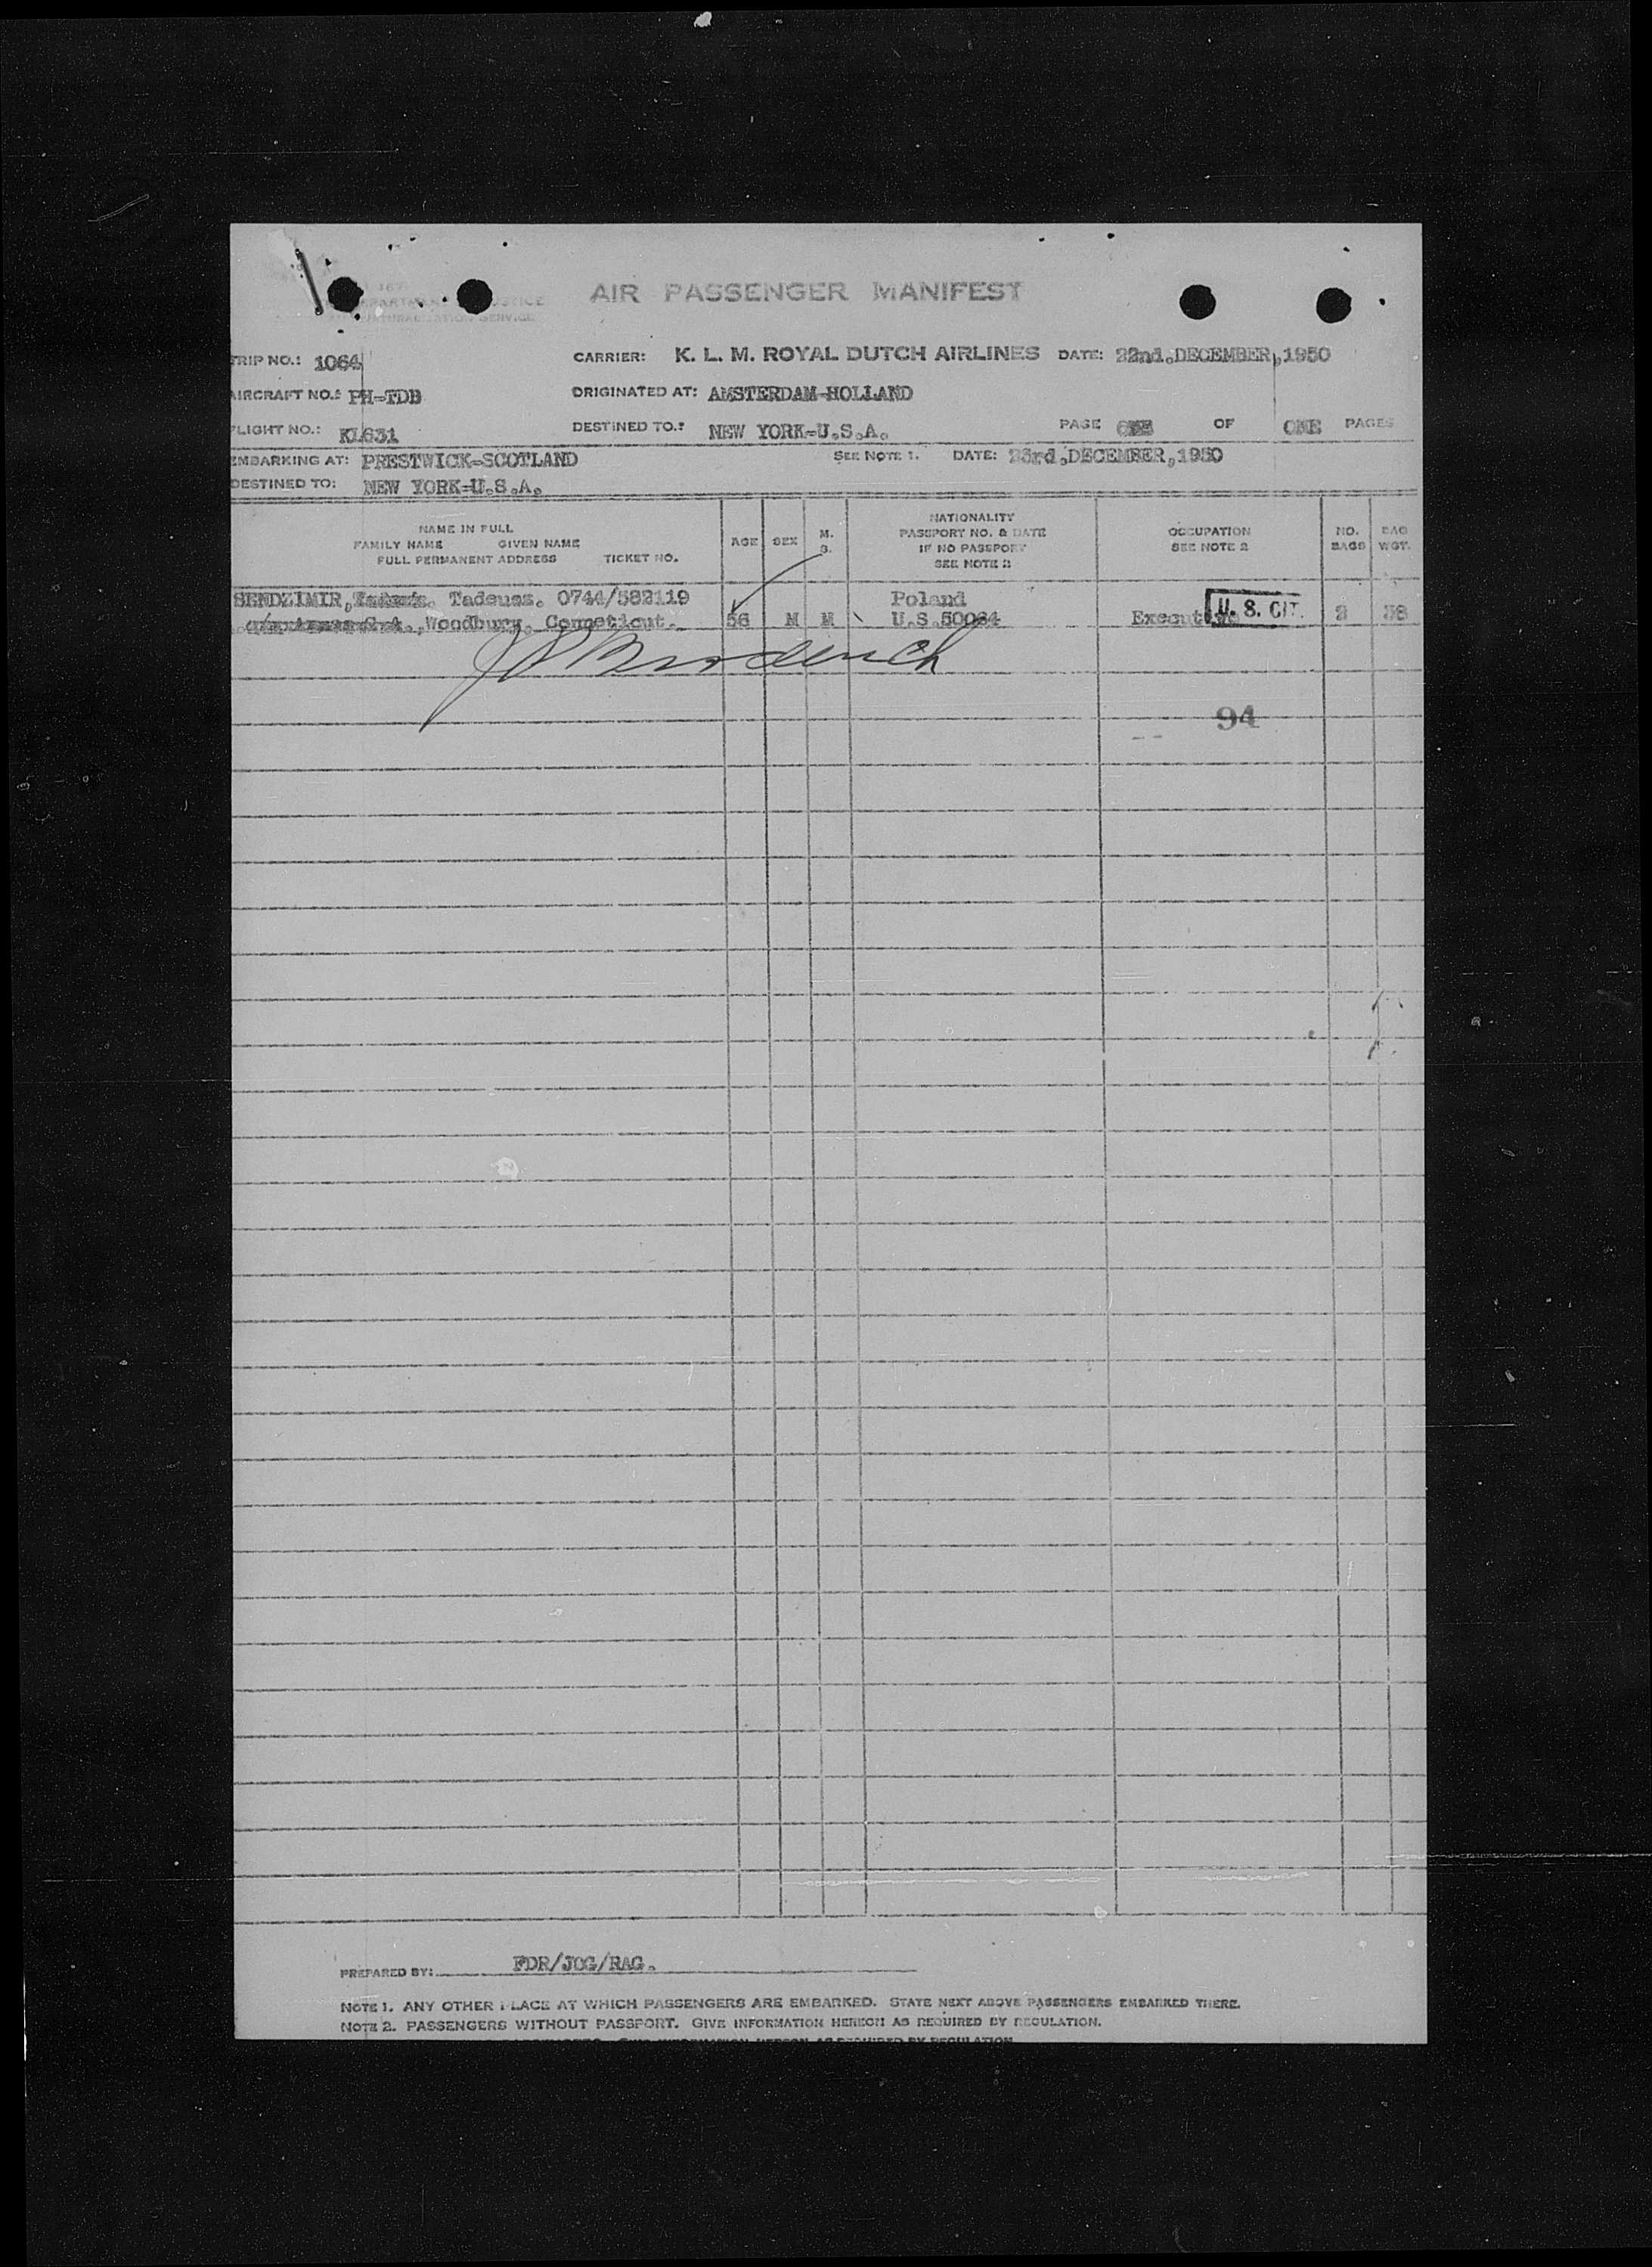 AIR PASSENGER MANIFEST
SERVICE
TRIP NO.: 1064
CARRIER: K. L. M. ROYAL DUTCH AIRLINES DATE: 22nd.DECEMBER,1950
AIRCRAFT NO.: PH-TDB
ORIGINATED AT: AMSTERDAM-HOLLAND
FLIGHT NO.: KL631
DESTINED TO.: NEW YORK-U.S.A.
PAGE ONE OF ONE PAGES
EMBARKING AT: PRESTWICK-SCOTLAND SEE NOTE 1. DATE: 23rd.DECEMBER,1950
DESTINED TO: NEW YORK-U.S.A.
NAME IN FULL
FAMILY NAME GIVEN NAME
FULL PERMANENT ADDRESS TICKET NO.
AGE
SEX
M.
S.
NATIONALITY
PASSPORT NO. & DATE
IF NO PASSPORT
SEE NOTE 2
OCCUPATION
SEE NOTE 2
NO.
BAGS
BAG
WGT.
SENDZIMIR, Tadeusz. 0744/582119 Poland
Woodbury. Conneticut. 56 M M U.S.50064 Executive U. S. CIT. 2 38
94
PREPARED BY: FDR/JOG/RAG.
NOTE 1. ANY OTHER PLACE AT WHICH PASSENGERS ARE EMBARKED. STATE NEXT ABOVE PASSENGERS EMBARKED THERE.
NOTE 2. PASSENGERS WITHOUT PASSPORT. GIVE INFORMATION HEREON AS REQUIRED BY REGULATION.